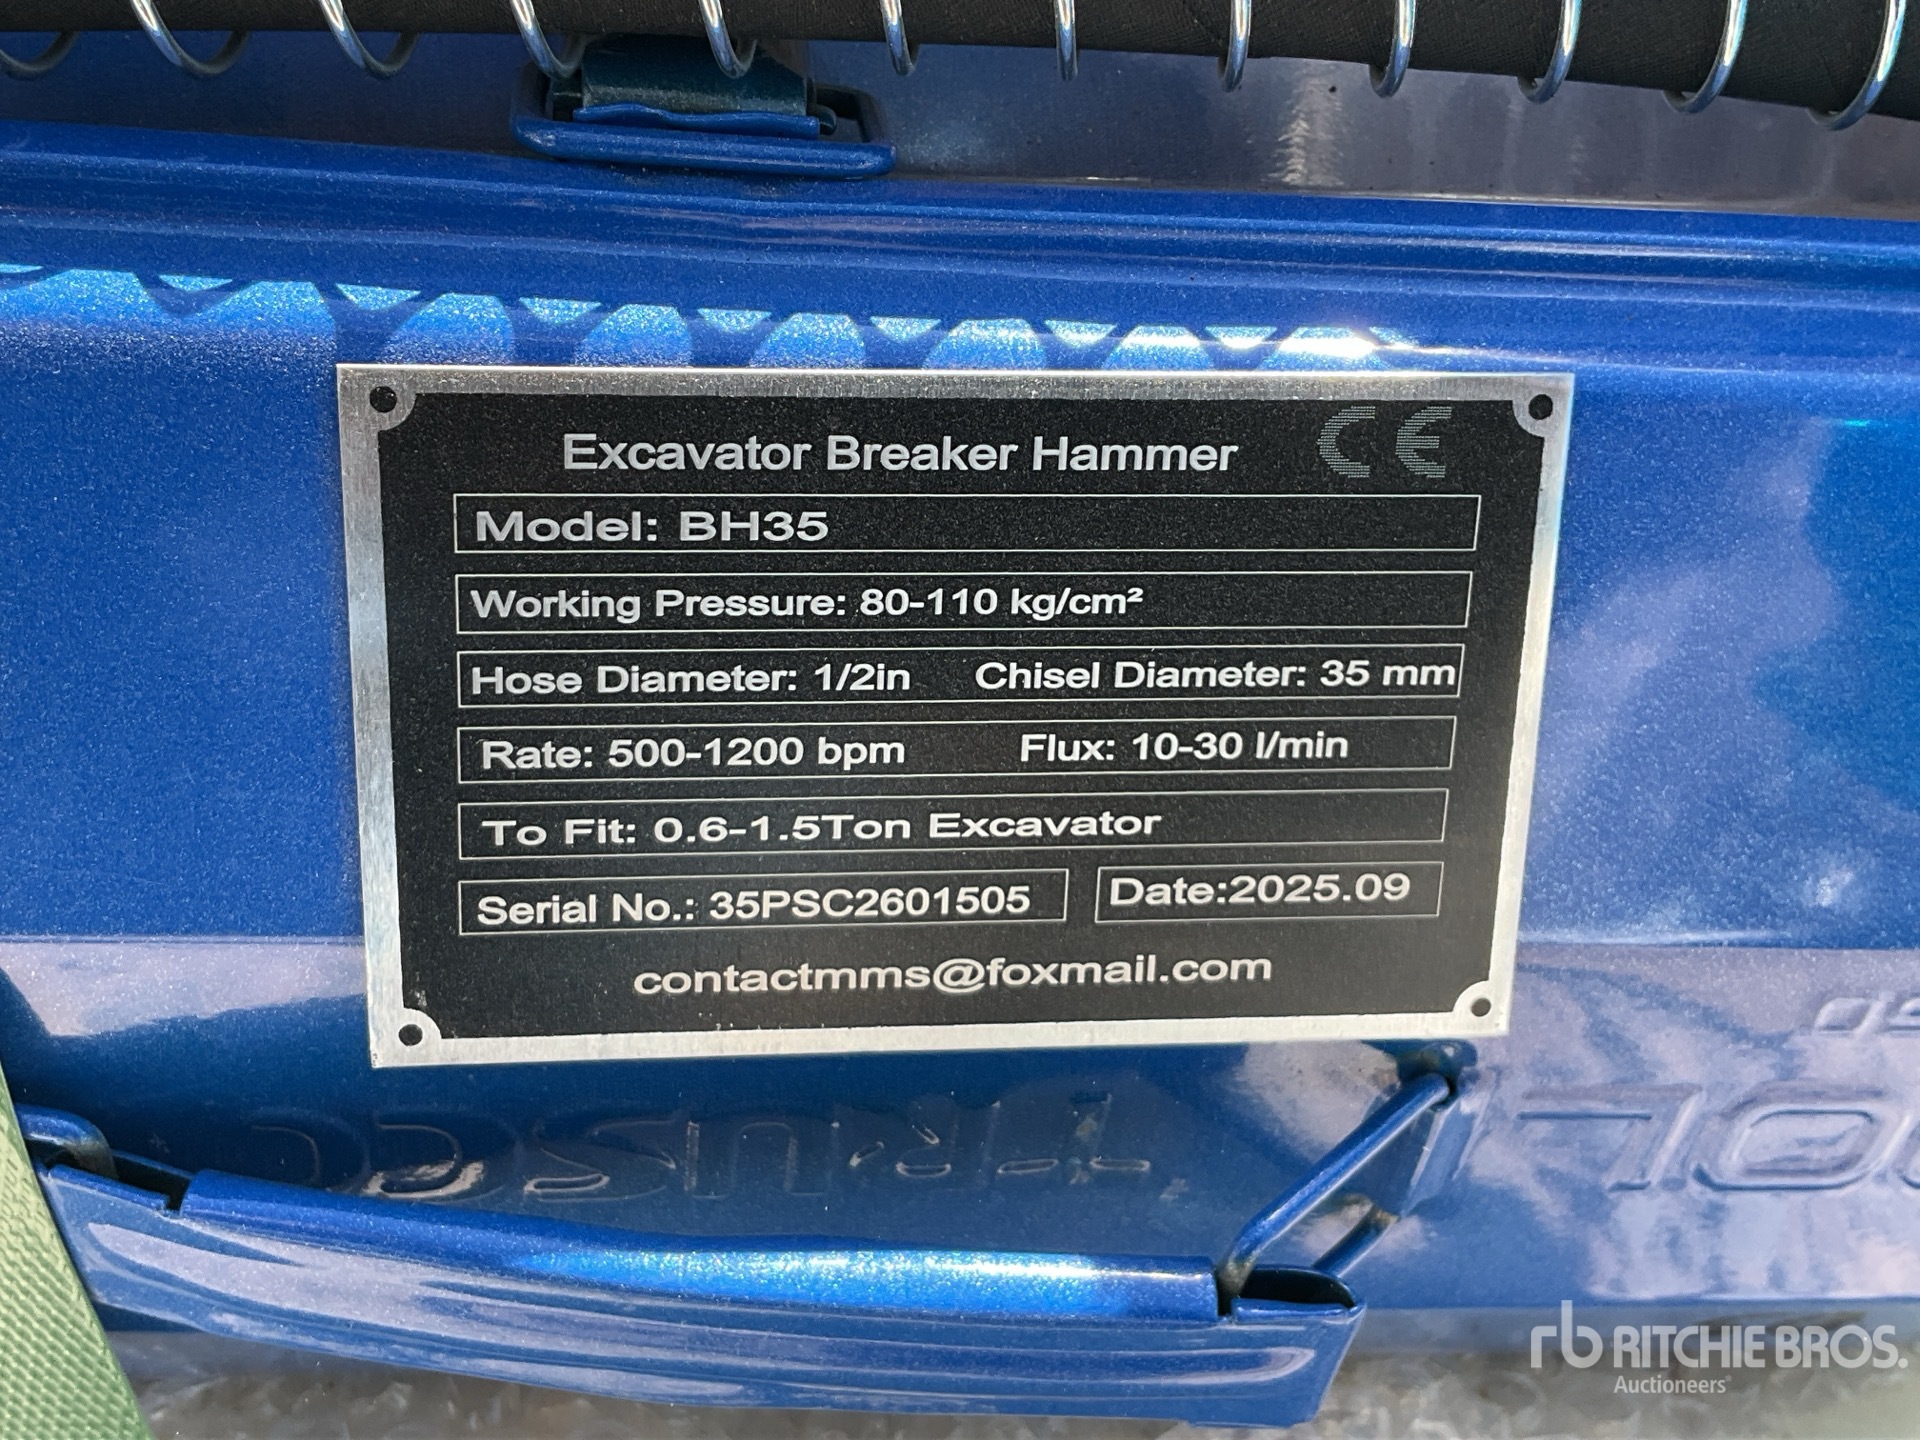 Excavator Breaker Hammer CE
Model: BH35
Working Pressure: 80-110 kg/cm²
Hose Diameter: 1/2in Chisel Diameter: 35 mm
Rate: 500-1200 bpm Flux: 10-30 l/min
To Fit: 0.6-1.5Ton Excavator
Serial No.: 35PSC2601505 Date:2025.09
contactmms@foxmail.com
rb RITCHIE BROS.
Auctioneers